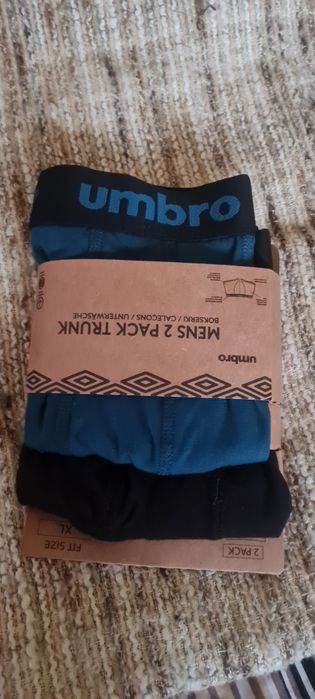 umbro
MENS 2 PACK TRUNK
BOKSERKI / CALEÇONS / UNTERWÄSCHE
umbro
2 PACK
FIT SIZE
XL